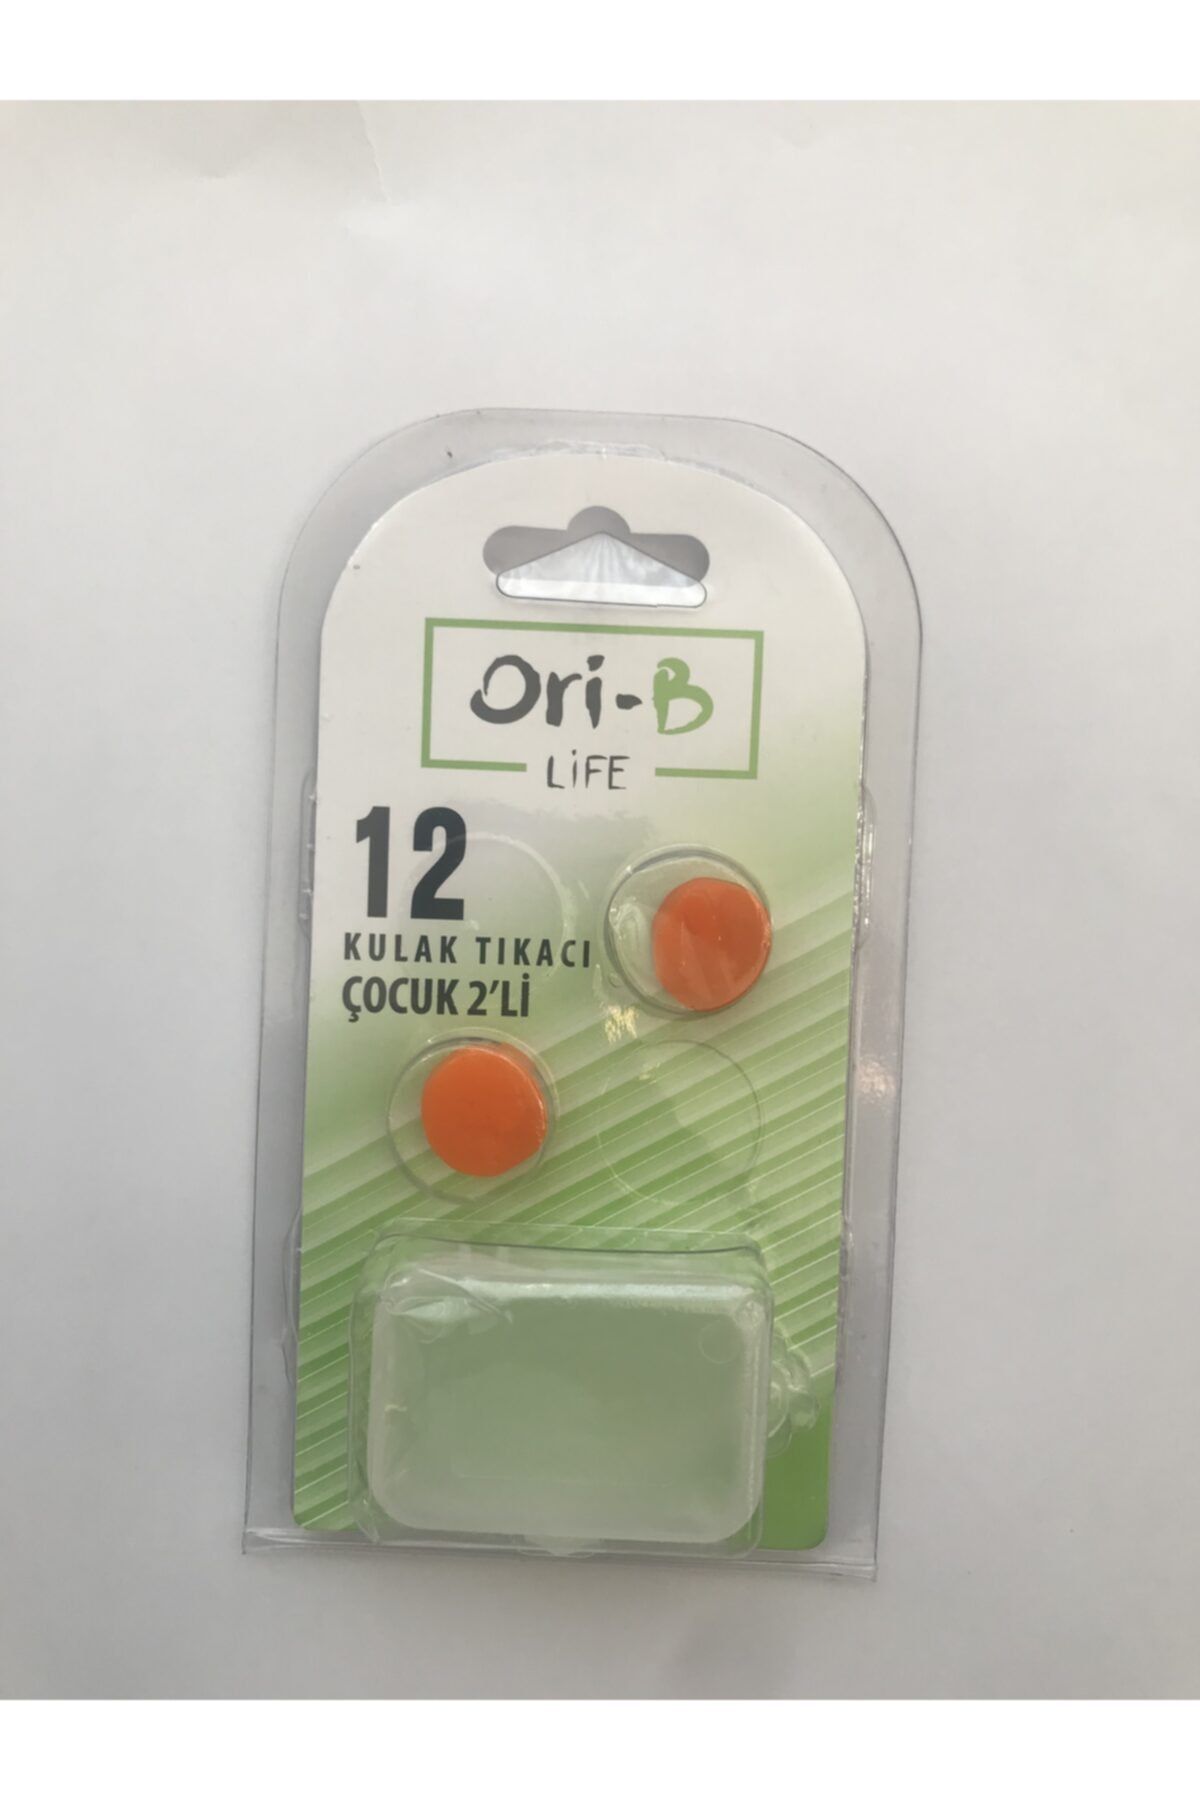 Ori-B
LiFE
12
KULAK TIKACI
ÇOCUK 2'Lİ